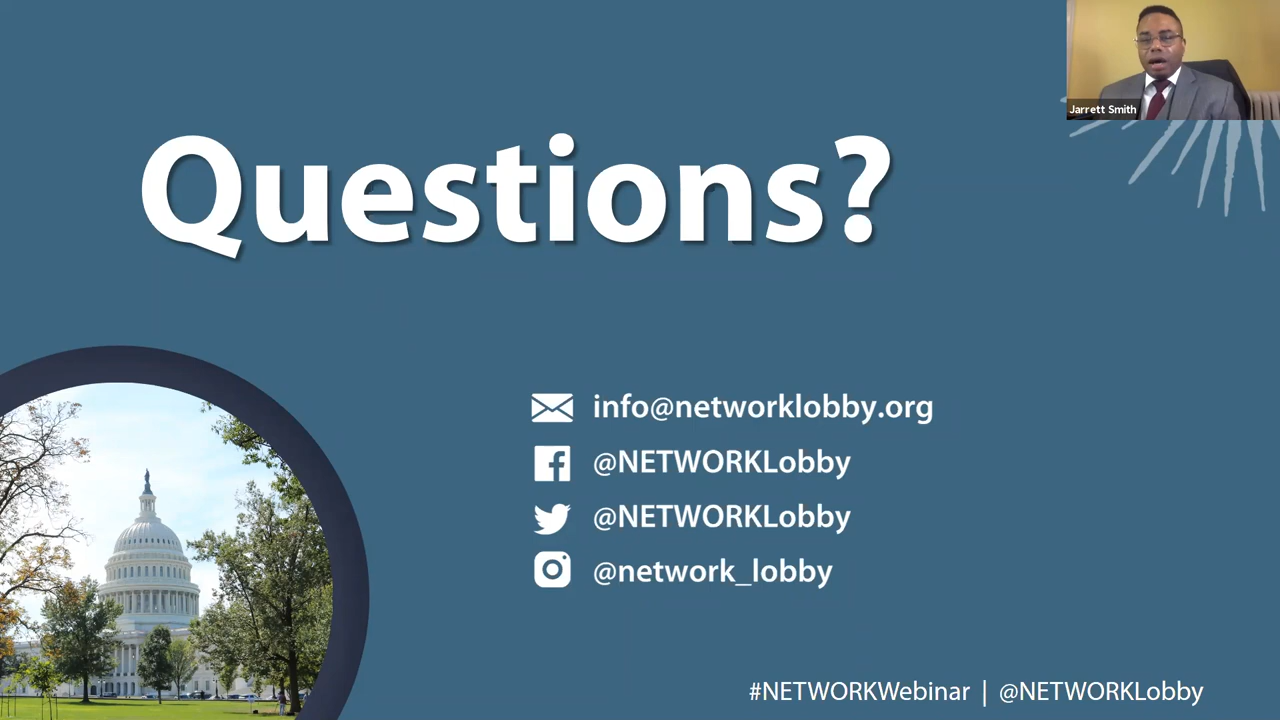 Jarrett Smith
Questions?
info@networklobby.org
@NETWORKLobby
@NETWORKLobby
@network_lobby
#NETWORKWebinar | @NETWORKLobby